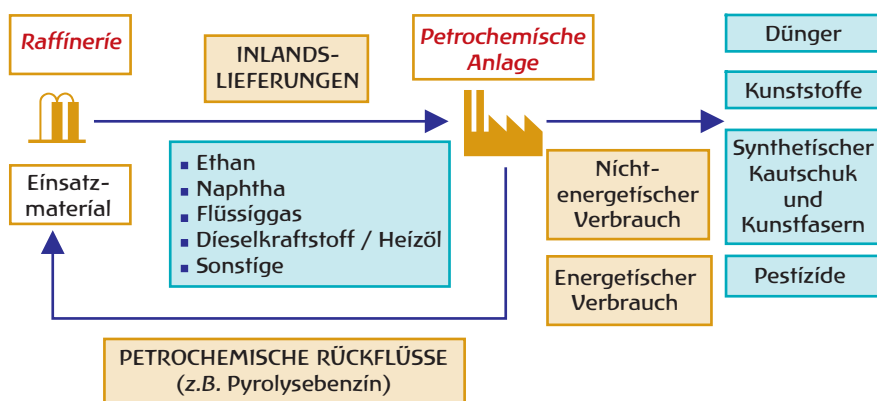 Raffinerie
INLANDS-
LIEFERUNGEN
Petrochemische
Anlage
Dünger
Kunststoffe
Synthetischer
Kautschuk
und
Kunstfasern
Pestizide
Einsatz-
material
▪ Ethan
▪ Naphtha
▪ Flüssiggas
▪ Dieselkraftstoff / Heizöl
▪ Sonstige
Nicht-
energetischer
Verbrauch
Energetischer
Verbrauch
PETROCHEMISCHE RÜCKFLÜSSE
(z.B. Pyrolysebenzin)